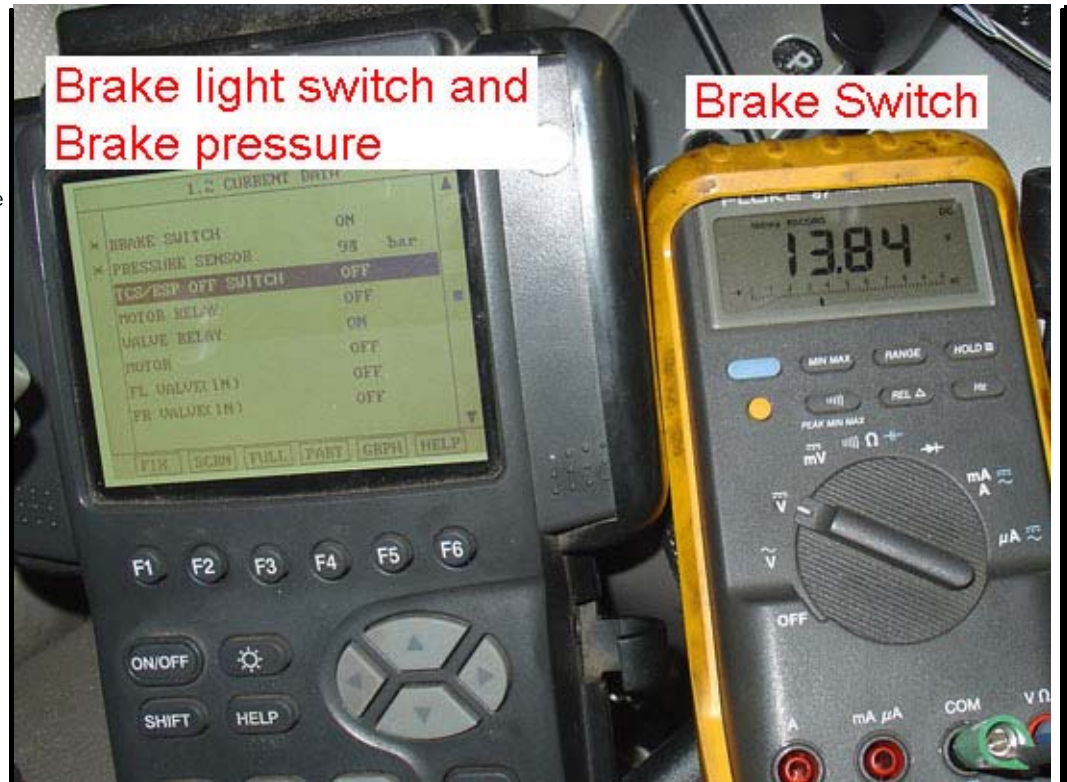 e
Brake light switch and
Brake pressure
Brake Switch
1.2 CURRENT DATA
× BRAKE SWITCH ON
× PRESSURE SENSOR 98 bar
TCS/ESP OFF SWITCH OFF
MOTOR RELAY OFF
VALVE RELAY ON
MOTOR OFF
FL VALVE(IN) OFF
FR VALVE(IN) OFF
FIX SCRN FULL PART GRPH HELP
F1 F2 F3 F4 F5 F6
ON/OFF
SHIFT HELP
P
FLUKE 87
RECORD DC
13.84 V
MIN MAX RANGE HOLD
REL Δ Hz
PEAK MIN MAX
mV Ω
V mA A
V µA
OFF
A mA µA COM V Ω